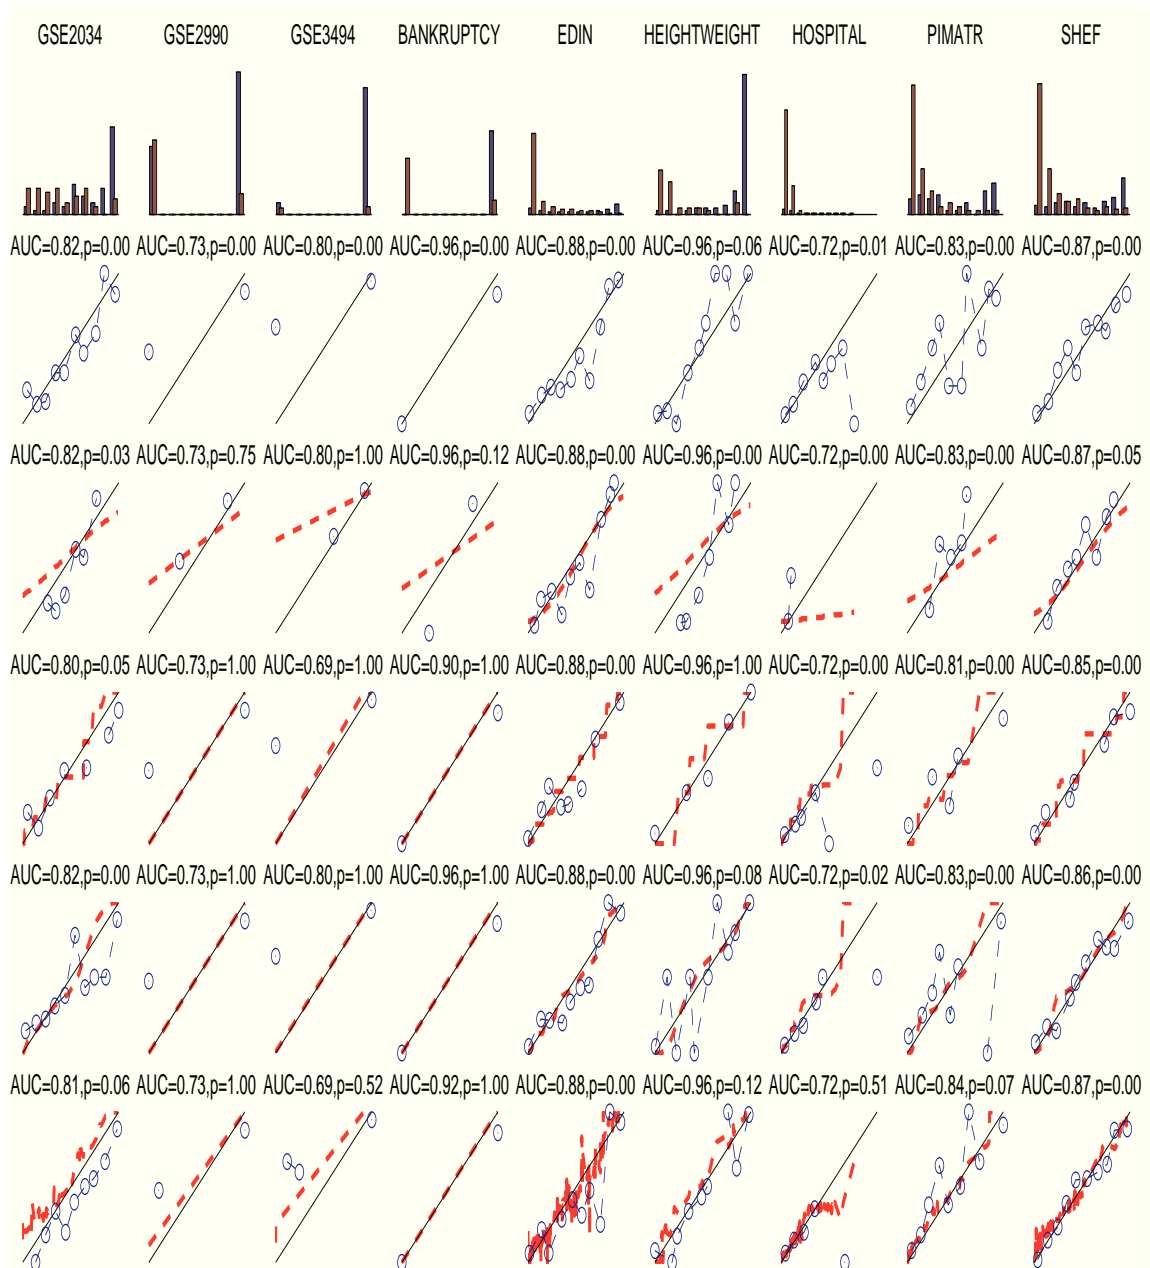 GSE2034 GSE2990 GSE3494 BANKRUPTCY EDIN HEIGHTWEIGHT HOSPITAL PIMATR SHEF
AUC=0.82,p=0.00 AUC=0.73,p=0.00 AUC=0.80,p=0.00 AUC=0.96,p=0.00 AUC=0.88,p=0.00 AUC=0.96,p=0.06 AUC=0.72,p=0.01 AUC=0.83,p=0.00 AUC=0.87,p=0.00
AUC=0.82,p=0.03 AUC=0.73,p=0.75 AUC=0.80,p=1.00 AUC=0.96,p=0.12 AUC=0.88,p=0.00 AUC=0.96,p=0.00 AUC=0.72,p=0.00 AUC=0.83,p=0.00 AUC=0.87,p=0.05
AUC=0.80,p=0.05 AUC=0.73,p=1.00 AUC=0.69,p=1.00 AUC=0.90,p=1.00 AUC=0.88,p=0.00 AUC=0.96,p=1.00 AUC=0.72,p=0.00 AUC=0.81,p=0.00 AUC=0.85,p=0.00
AUC=0.82,p=0.00 AUC=0.73,p=1.00 AUC=0.80,p=1.00 AUC=0.96,p=1.00 AUC=0.88,p=0.00 AUC=0.96,p=0.08 AUC=0.72,p=0.02 AUC=0.83,p=0.00 AUC=0.86,p=0.00
AUC=0.81,p=0.06 AUC=0.73,p=1.00 AUC=0.69,p=0.52 AUC=0.92,p=1.00 AUC=0.88,p=0.00 AUC=0.96,p=0.12 AUC=0.72,p=0.51 AUC=0.84,p=0.07 AUC=0.87,p=0.00